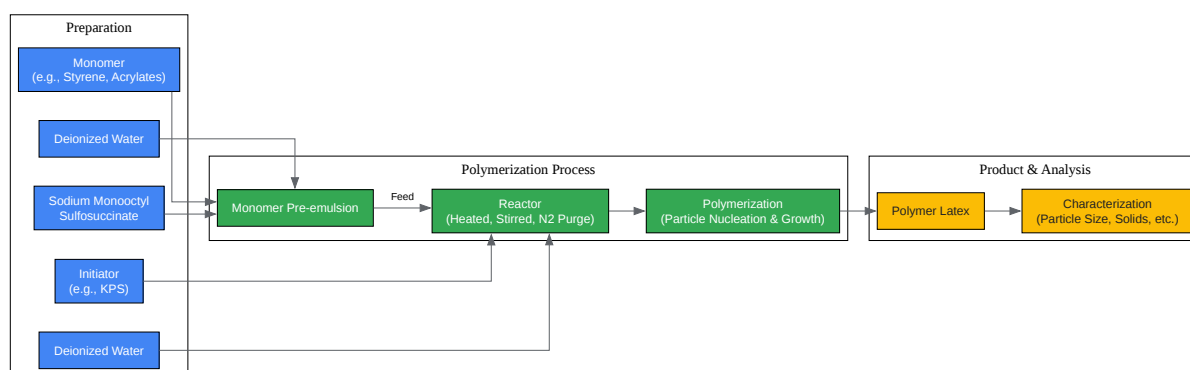 Preparation
Monomer
(e.g., Styrene, Acrylates)
Deionized Water
Sodium Monooctyl
Sulfosuccinate
Initiator
(e.g., KPS)
Deionized Water
Polymerization Process
Monomer Pre-emulsion
Feed
Reactor
(Heated, Stirred, N2 Purge)
Polymerization
(Particle Nucleation & Growth)
Product & Analysis
Polymer Latex
Characterization
(Particle Size, Solids, etc.)